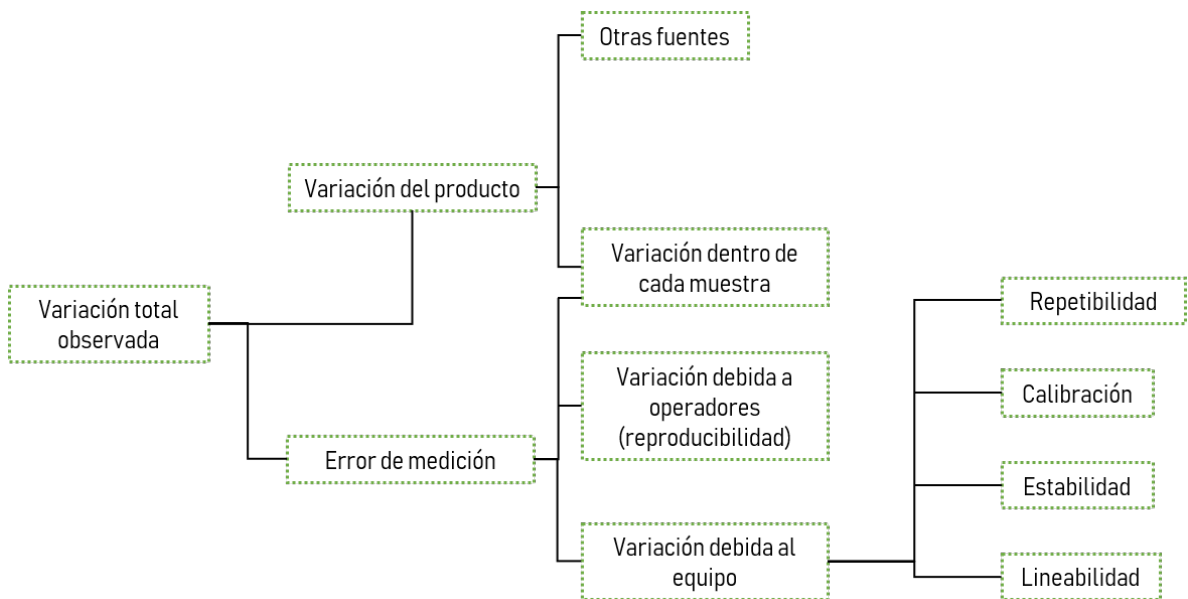 Otras fuentes
Variación del producto
Variación dentro de
cada muestra
Variación total
observada
Repetibilidad
Variación debida a
operadores
(reproducibilidad)
Calibración
Error de medición
Estabilidad
Variación debida al
equipo
Lineabilidad